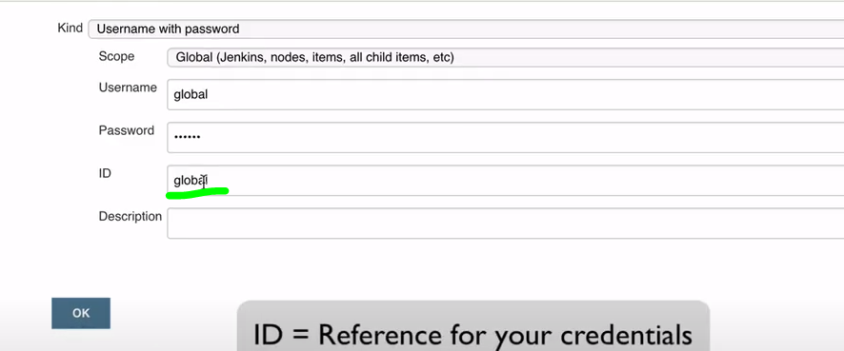 Kind Username with password
Scope Global (Jenkins, nodes, items, all child items, etc)
Username global
Password ••••••
ID global
Description
OK
ID = Reference for your credentials